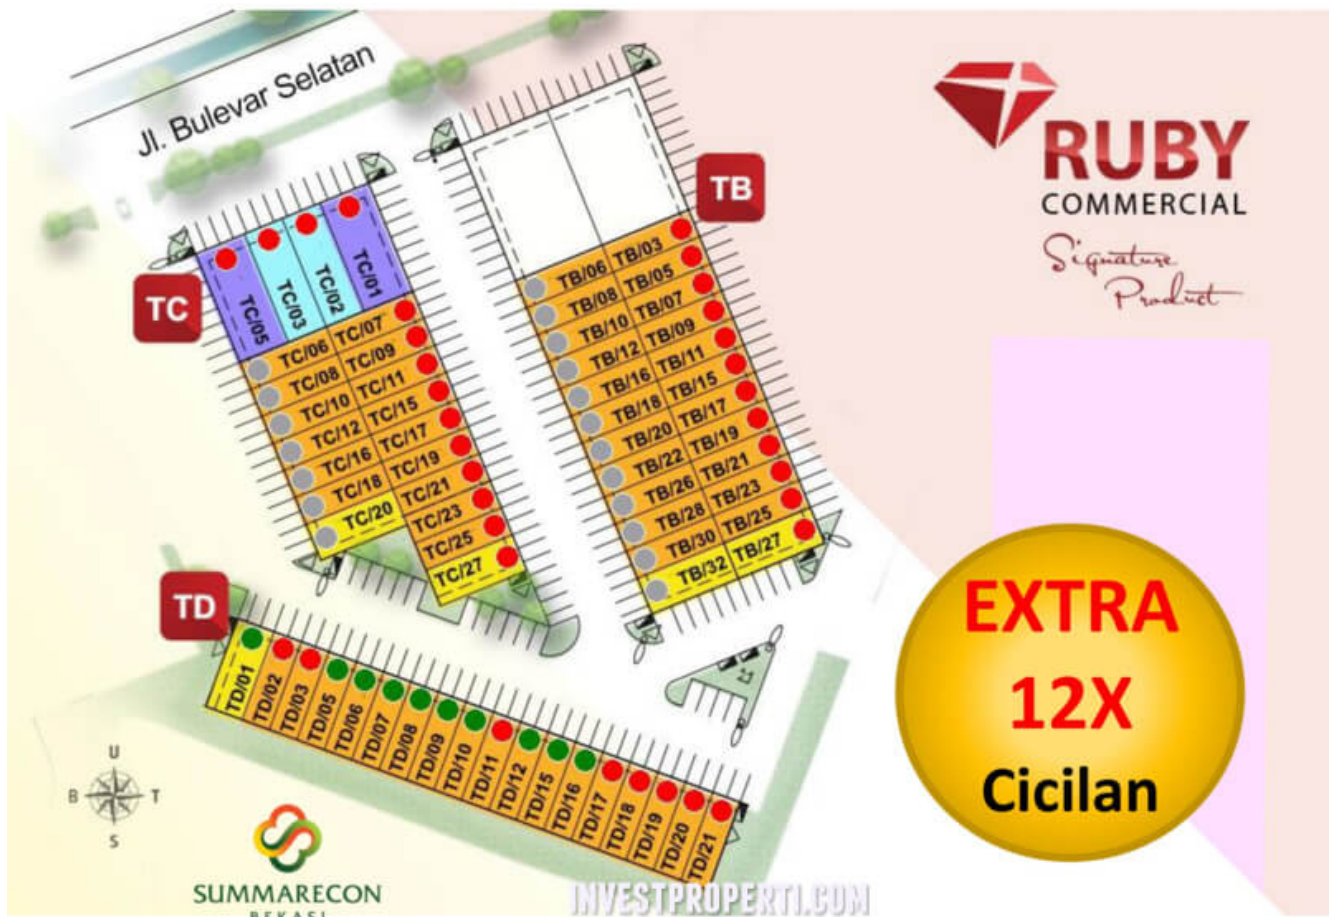 Jl. Bulevar Selatan
RUBY
COMMERCIAL
Signature
Product
TB
TC
TC/05
TC/03
TC/02
TC/01
TC/06 TC/07
TC/08 TC/09
TC/10 TC/11
TC/12 TC/15
TC/16 TC/17
TC/18 TC/19
TC/20 TC/21
TC/23
TC/25
TC/27
TB/06 TB/03
TB/08 TB/05
TB/10 TB/07
TB/12 TB/09
TB/16 TB/11
TB/18 TB/15
TB/20 TB/17
TB/22 TB/19
TB/26 TB/21
TB/28 TB/23
TB/30 TB/25
TB/32 TB/27
TD
TD/01
TD/02
TD/03
TD/05
TD/06
TD/07
TD/08
TD/09
TD/10
TD/11
TD/12
TD/15
TD/16
TD/17
TD/18
TD/19
TD/20
TD/21
EXTRA
12X
Cicilan
U
B T
S
SUMMARECON
BEKASI
INVESTPROPERTI.COM